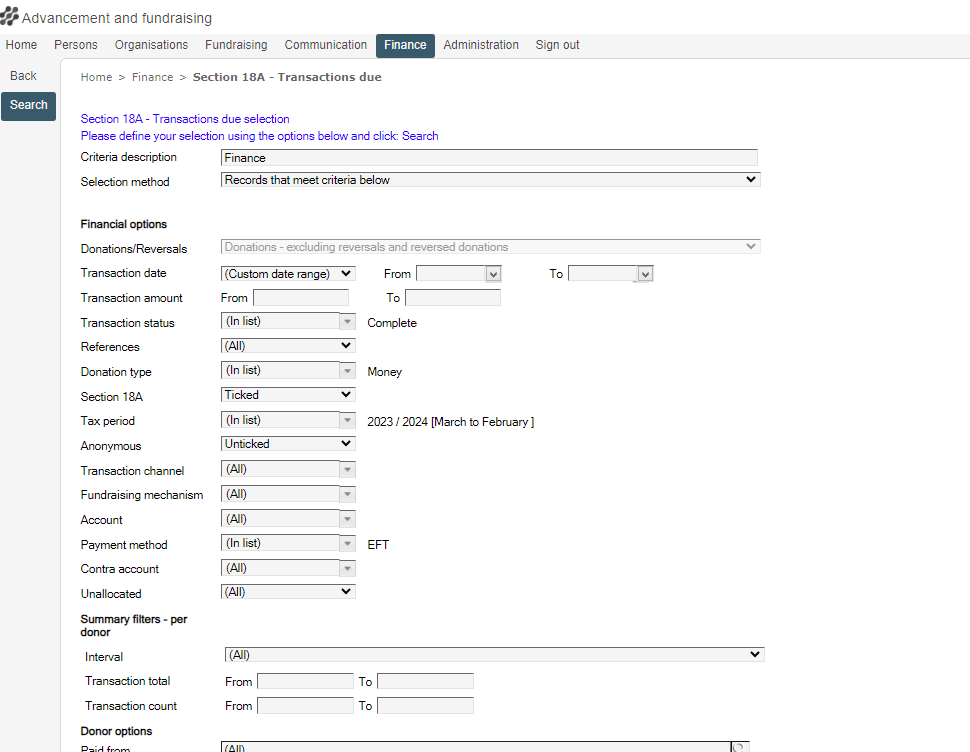 Advancement and fundraising
Home Persons Organisations Fundraising Communication Finance Administration Sign out
Back
Search
Home > Finance > Section 18A - Transactions due
Section 18A - Transactions due selection
Please define your selection using the options below and click: Search
Criteria description Finance
Selection method Records that meet criteria below
Financial options
Donations/Reversals Donations - excluding reversals and reversed donations
Transaction date (Custom date range) From To
Transaction amount From To
Transaction status (In list) Complete
References (All)
Donation type (In list) Money
Section 18A Ticked
Tax period (In list) 2023 / 2024 [March to February ]
Anonymous Unticked
Transaction channel (All)
Fundraising mechanism (All)
Account (All)
Payment method (In list) EFT
Contra account (All)
Unallocated (All)
Summary filters - per
donor
Interval (All)
Transaction total From To
Transaction count From To
Donor options
Paid from (All)